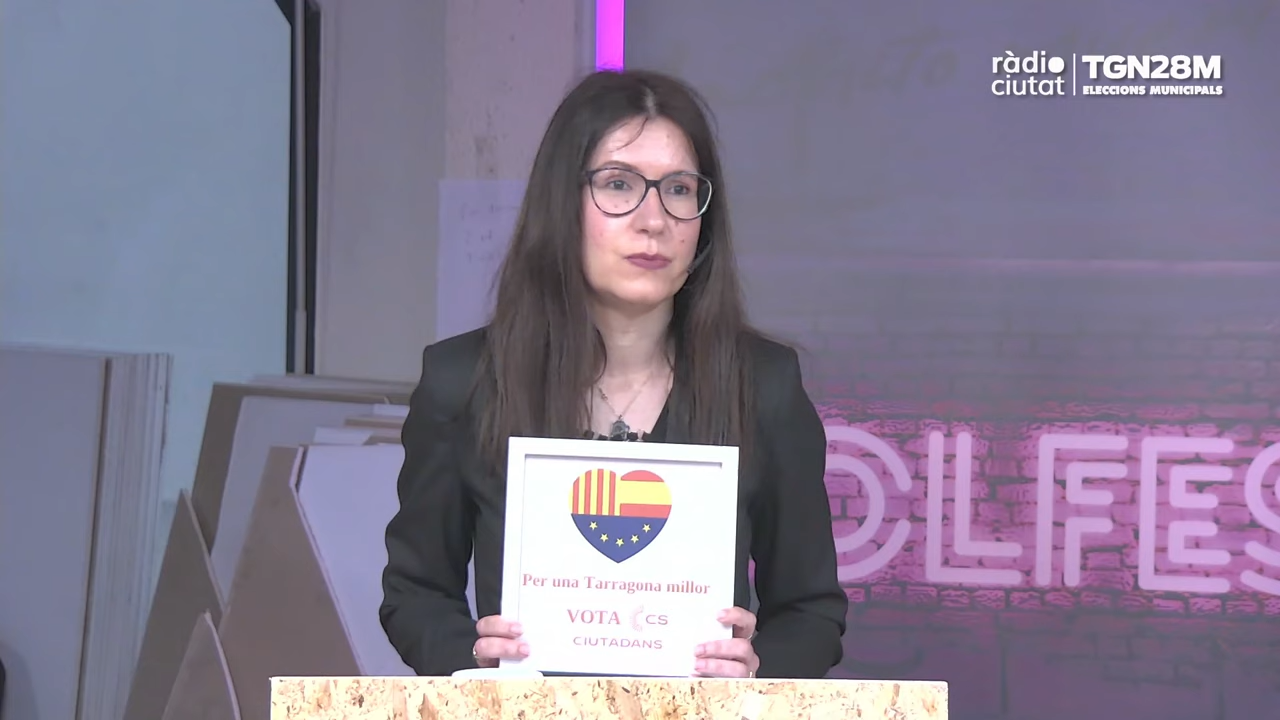 ràdio
ciutat
TGN28M
ELECCIONS MUNICIPALS
OLFES
Per una Tarragona millor
VOTA CS
CIUTADANS